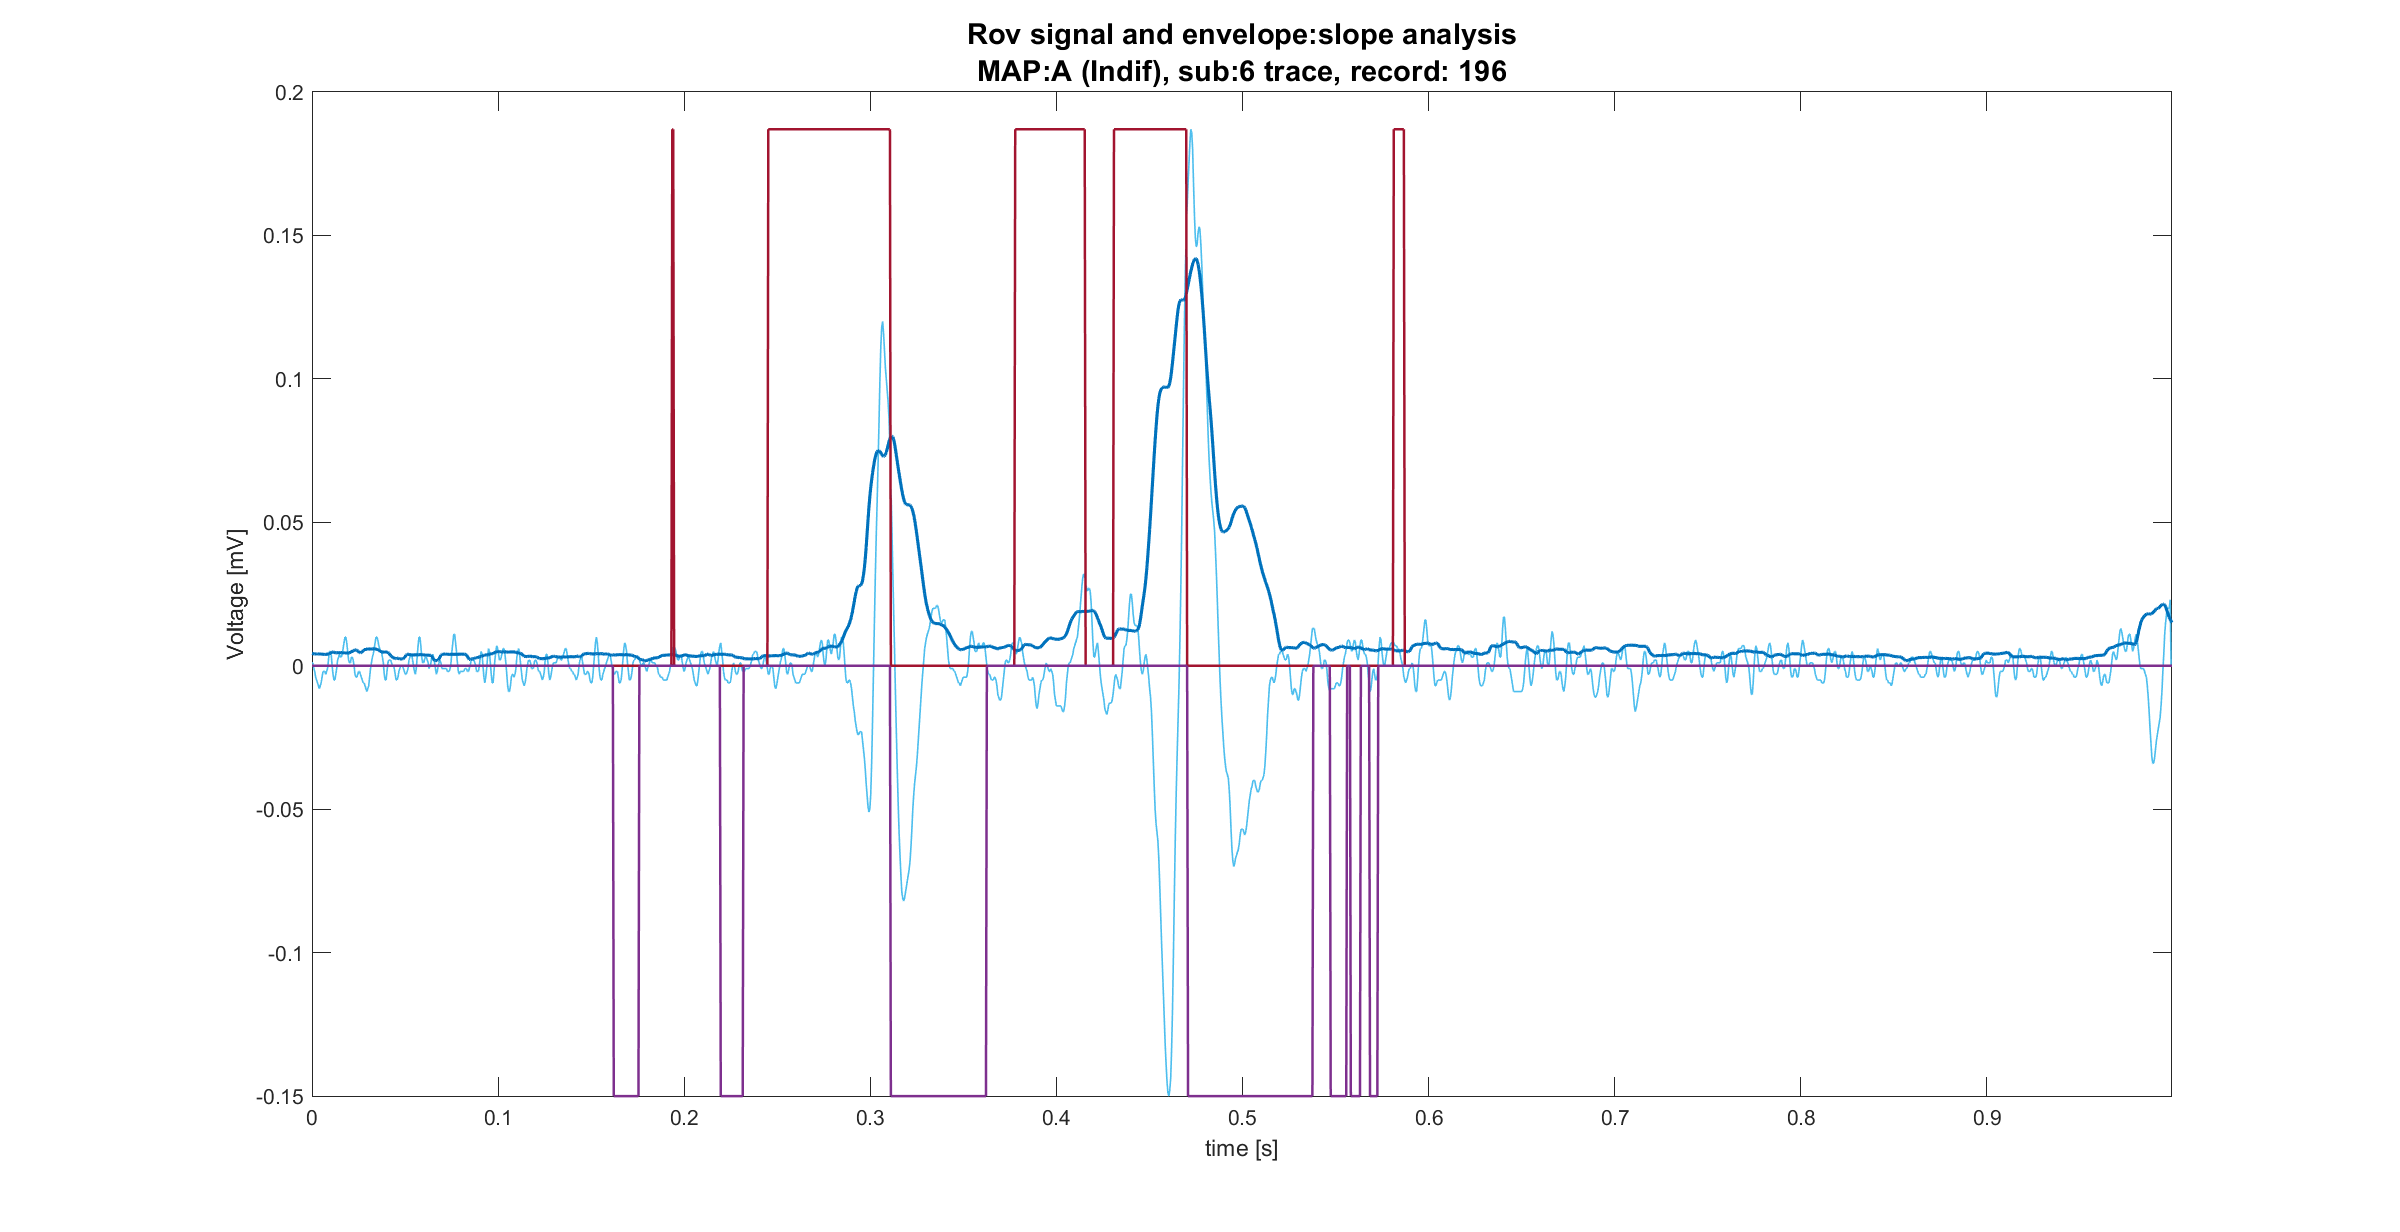 Rov signal and envelope:slope analysis
MAP:A (Indif), sub:6 trace, record: 196
0.2
0.15
0.1
0.05
0
-0.05
-0.1
-0.15
Voltage [mV]
0 0.1 0.2 0.3 0.4 0.5 0.6 0.7 0.8 0.9
time [s]